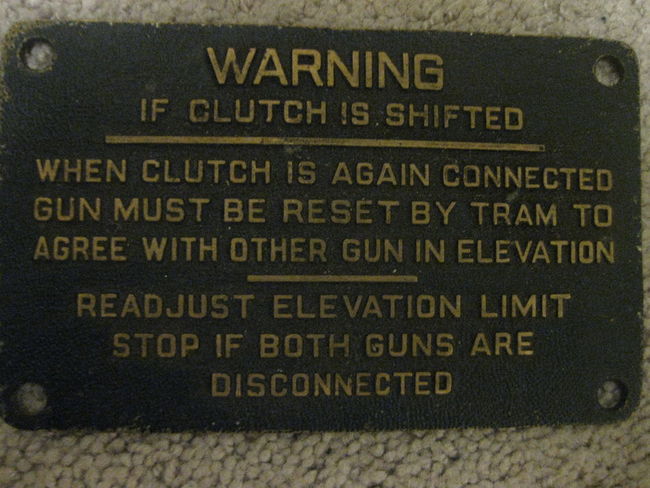 WARNING
IF CLUTCH IS SHIFTED
WHEN CLUTCH IS AGAIN CONNECTED
GUN MUST BE RESET BY TRAM TO
AGREE WITH OTHER GUN IN ELEVATION
READJUST ELEVATION LIMIT
STOP IF BOTH GUNS ARE
DISCONNECTED